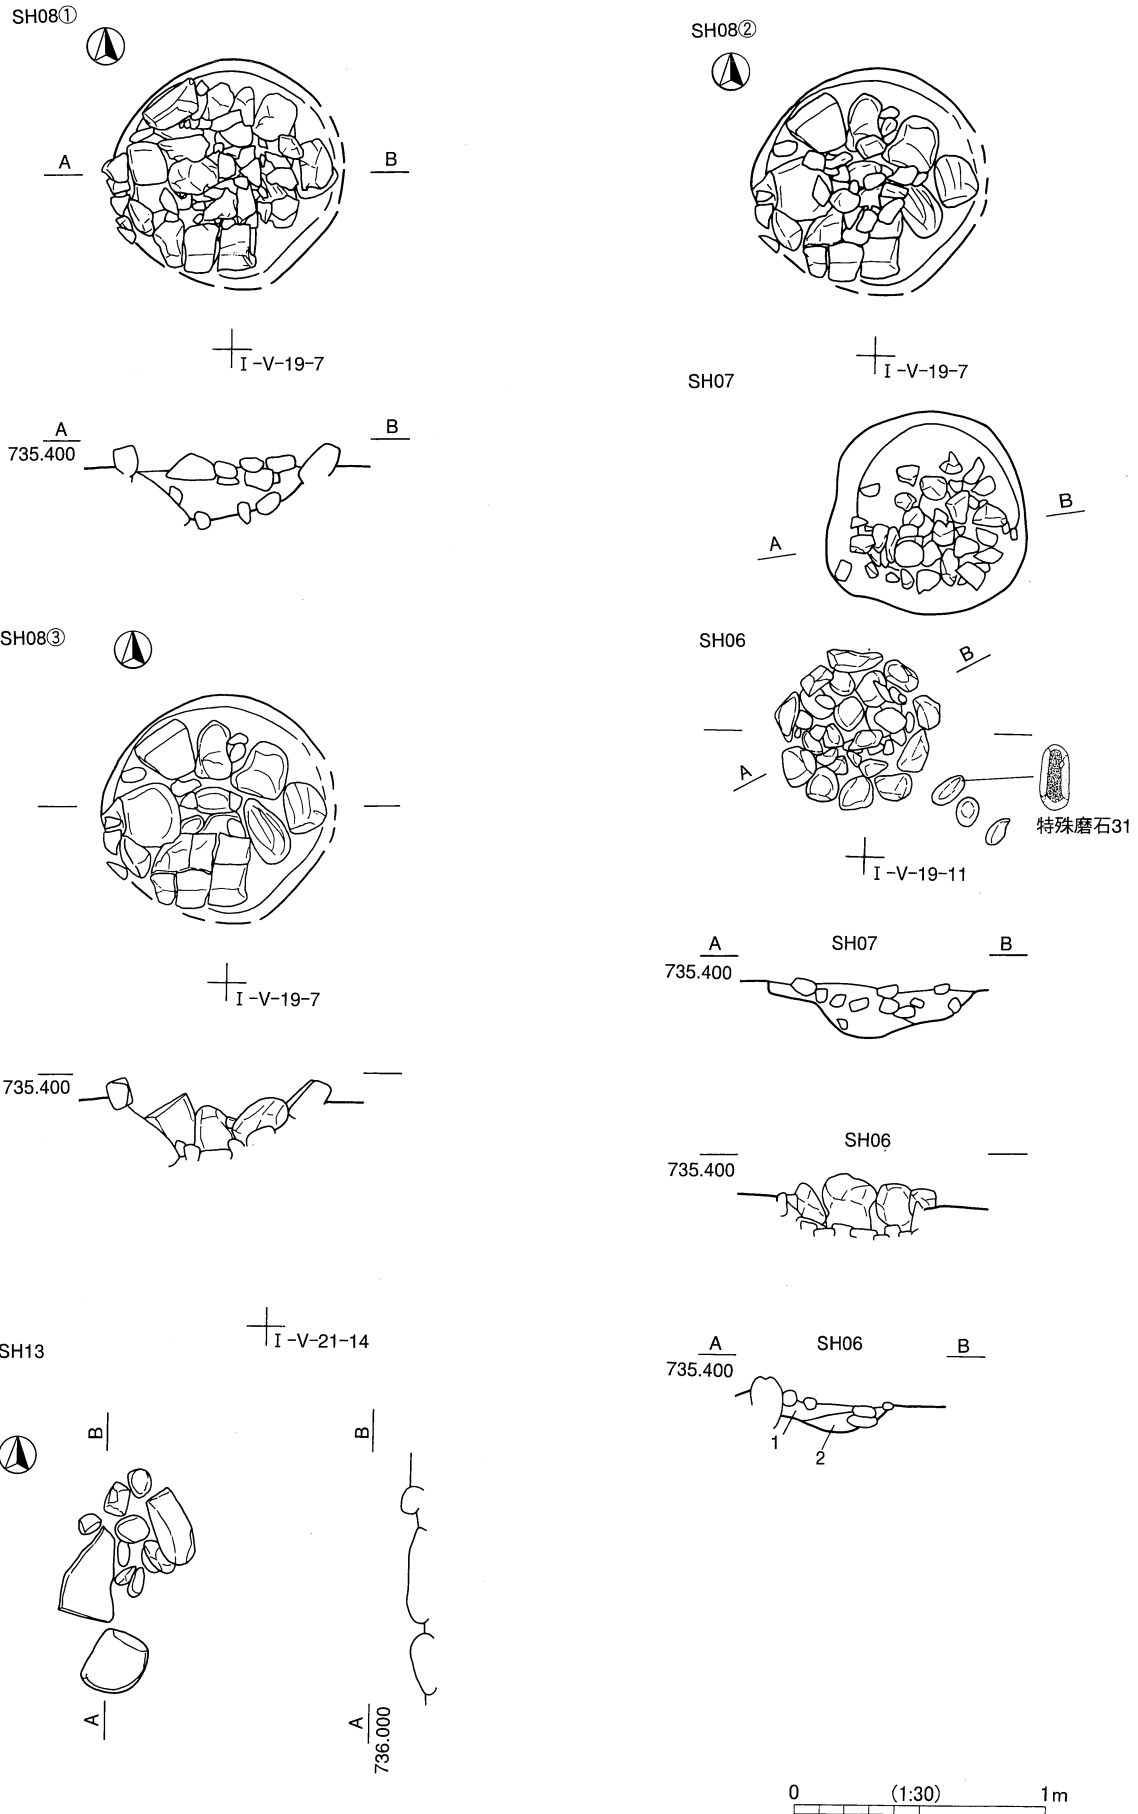 SH08①
A
B
I-V-19-7
A
735.400
B
SH08②
I-V-19-7
SH07
A
B
SH08③
I-V-19-7
735.400
SH06
B
A
特殊磨石31
I-V-19-11
A
SH07
B
735.400
SH06
735.400
A
SH06
B
735.400
1
2
I-V-21-14
SH13
B
B
A
A
736.000
0
(1:30)
1m